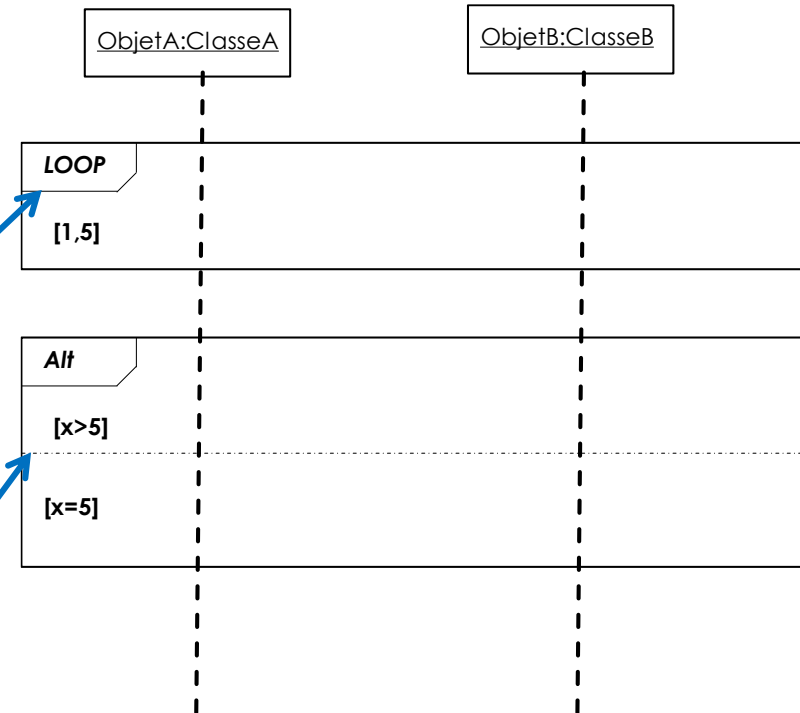 ObjetA:ClasseA
ObjetB:ClasseB
LOOP
[1,5]
Alt
[x>5]
[x=5]